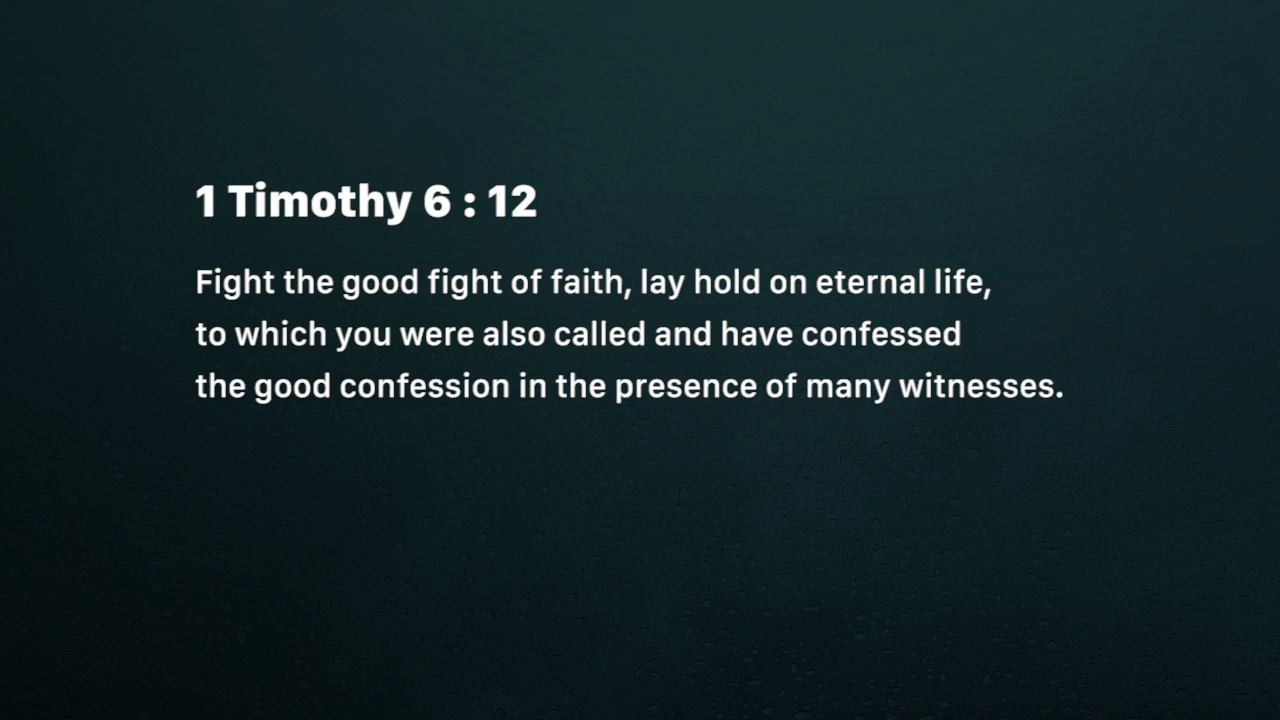 1 Timothy 6 : 12
Fight the good fight of faith, lay hold on eternal life,
to which you were also called and have confessed
the good confession in the presence of many witnesses.